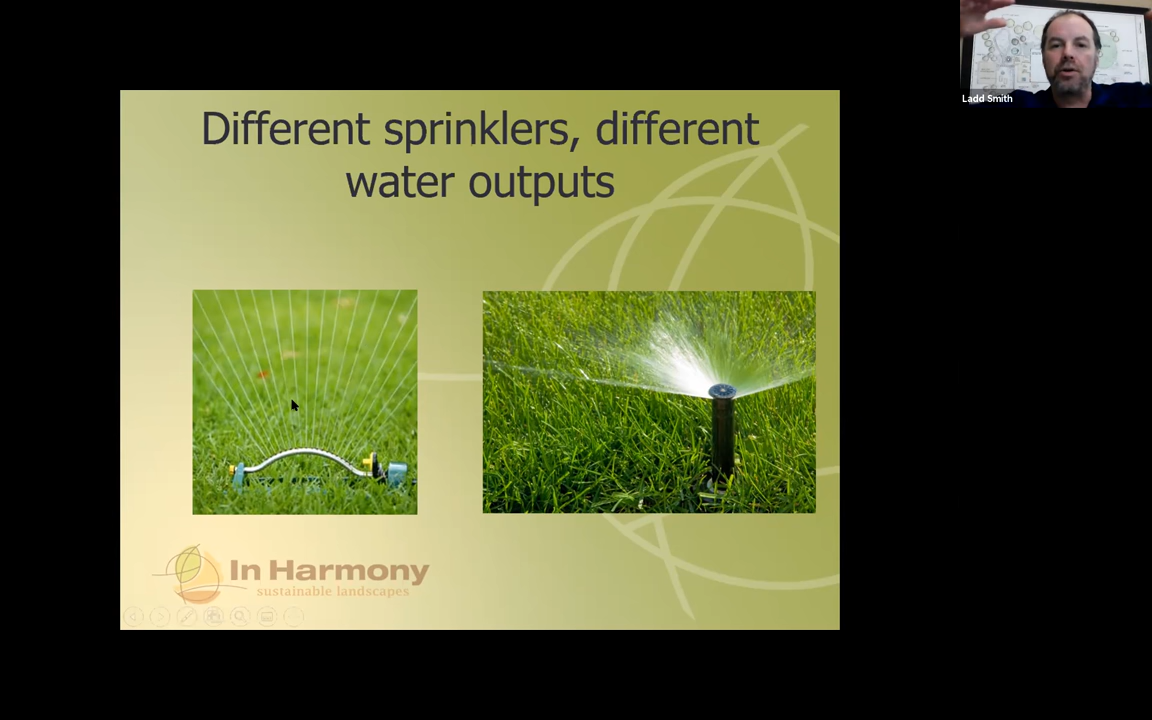 Different sprinklers, different
water outputs
In Harmony
sustainable landscapes
Ladd Smith